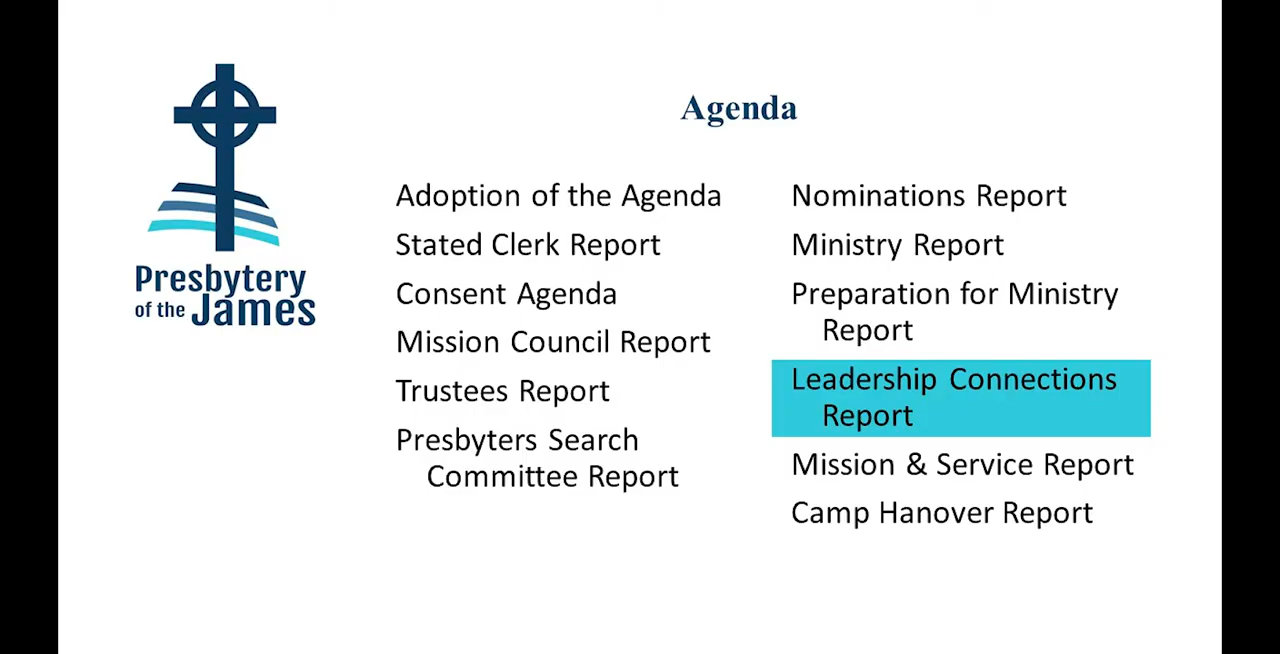 Presbytery
of the James
Agenda
Adoption of the Agenda
Stated Clerk Report
Consent Agenda
Mission Council Report
Trustees Report
Presbyters Search
Committee Report
Nominations Report
Ministry Report
Preparation for Ministry
Report
Leadership Connections
Report
Mission & Service Report
Camp Hanover Report